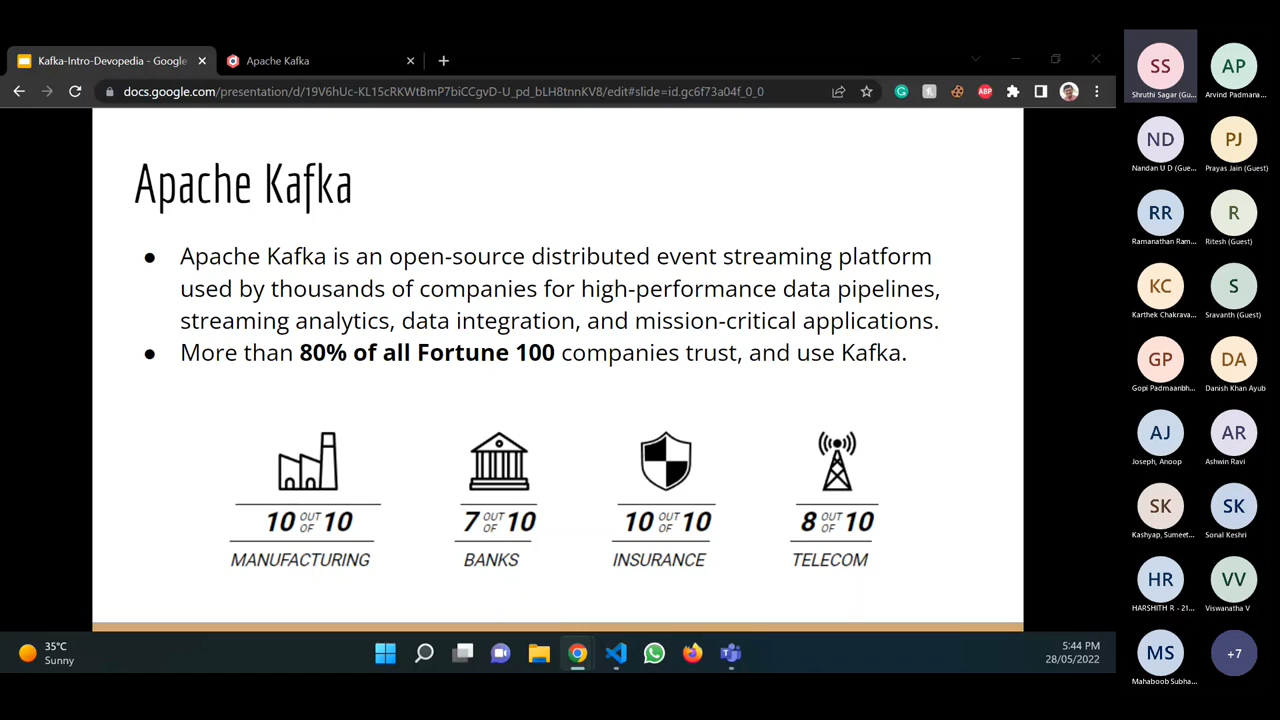 Kafka-Intro-Devopedia - Google
Apache Kafka
docs.google.com/presentation/d/19V6hUc-KL15cRKWtBmP7biCCgvD-U_pd_bLH8tnnKV8/edit#slide=id.gc6f73a04f_0_0
ABP
Apache Kafka
● Apache Kafka is an open-source distributed event streaming platform
used by thousands of companies for high-performance data pipelines,
streaming analytics, data integration, and mission-critical applications.
● More than 80% of all Fortune 100 companies trust, and use Kafka.
10 OUT OF 10
MANUFACTURING
7 OUT OF 10
BANKS
10 OUT OF 10
INSURANCE
8 OUT OF 10
TELECOM
35°C
Sunny
5:44 PM
28/05/2022
SS
Shruthi Sagar (Gu...
AP
Arvind Padmana...
ND
Nandan U D (Gue...
PJ
Prayas Jain (Guest)
RR
Ramanathan Ram...
R
Ritesh (Guest)
KC
Karthek Chakrava...
S
Sravanth (Guest)
GP
Gopi Padmaanbh...
DA
Danish Khan Ayub
AJ
Joseph, Anoop
AR
Ashwin Ravi
SK
Kashyap, Sumeet...
SK
Sonal Keshri
HR
HARSHITH R - 21...
VV
Viswanatha V
MS
Mahaboob Subha...
+7